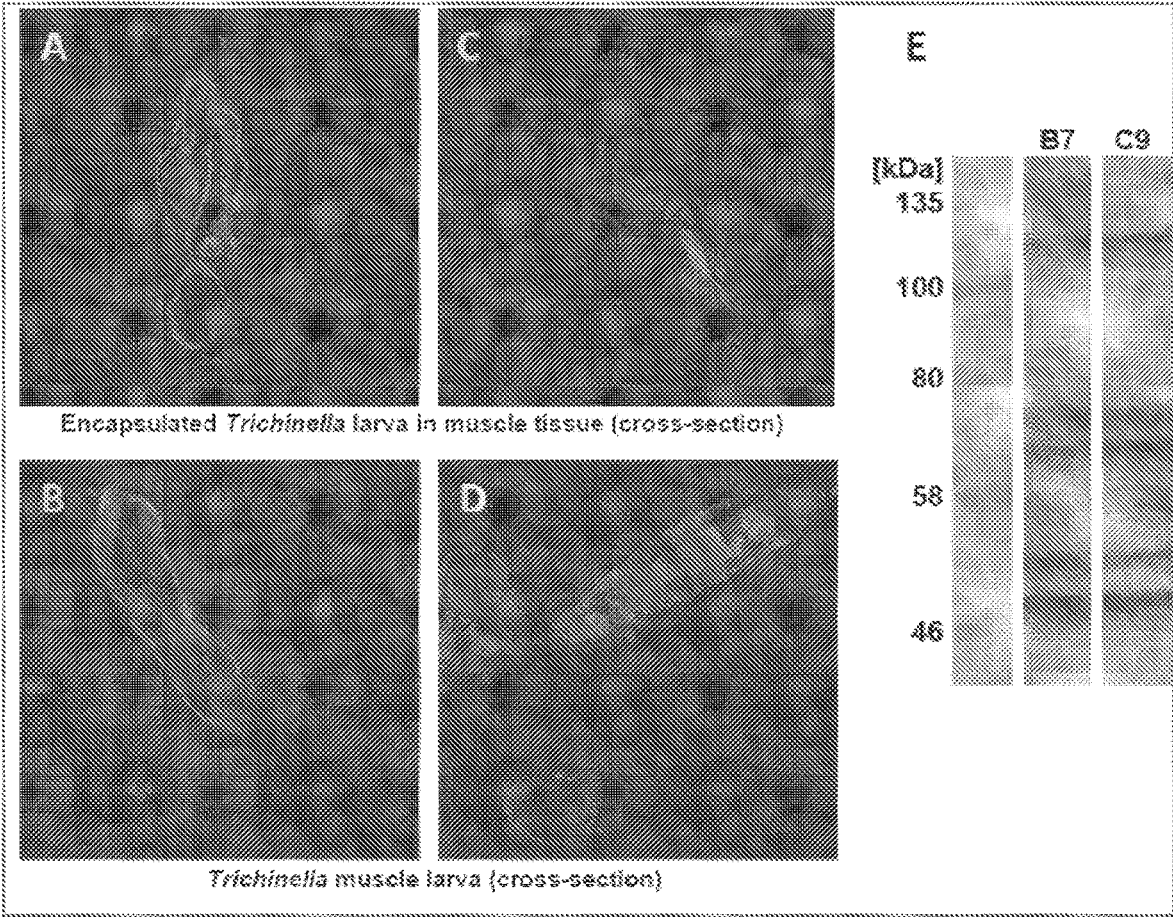 A
C
Encapsulated Trichinella larva in muscle tissue (cross-section)
B
D
Trichinella muscle larva (cross-section)
E
B7 C9
[kDa]
135
100
80
58
46